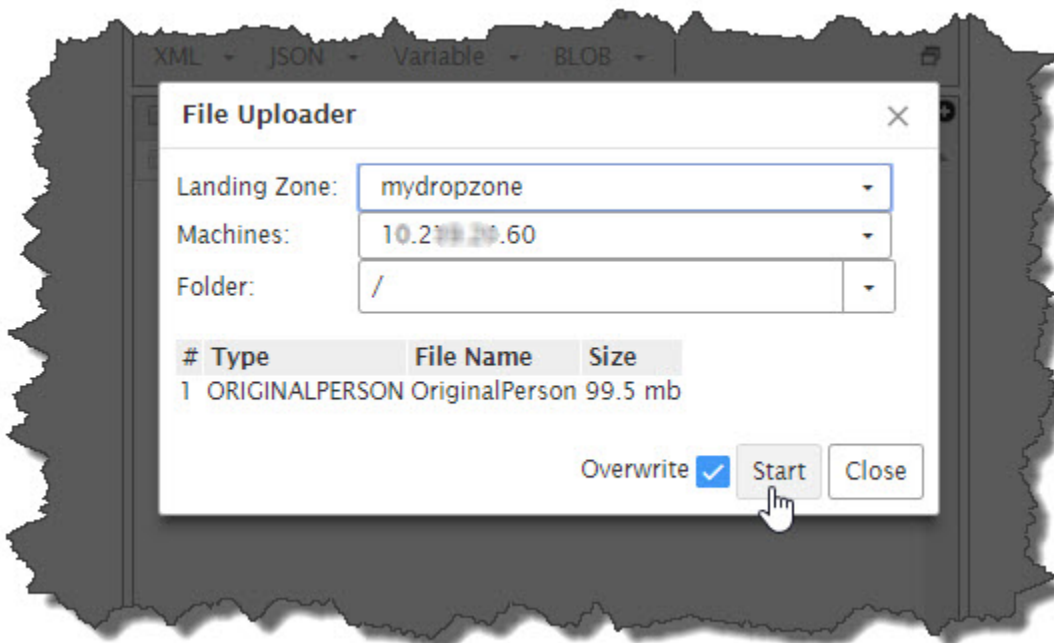 XML JSON Variable BLOB
File Uploader
Landing Zone: mydropzone
Machines:
Folder: /
# Type File Name Size
1 ORIGINALPERSON OriginalPerson 99.5 mb
Overwrite Start Close